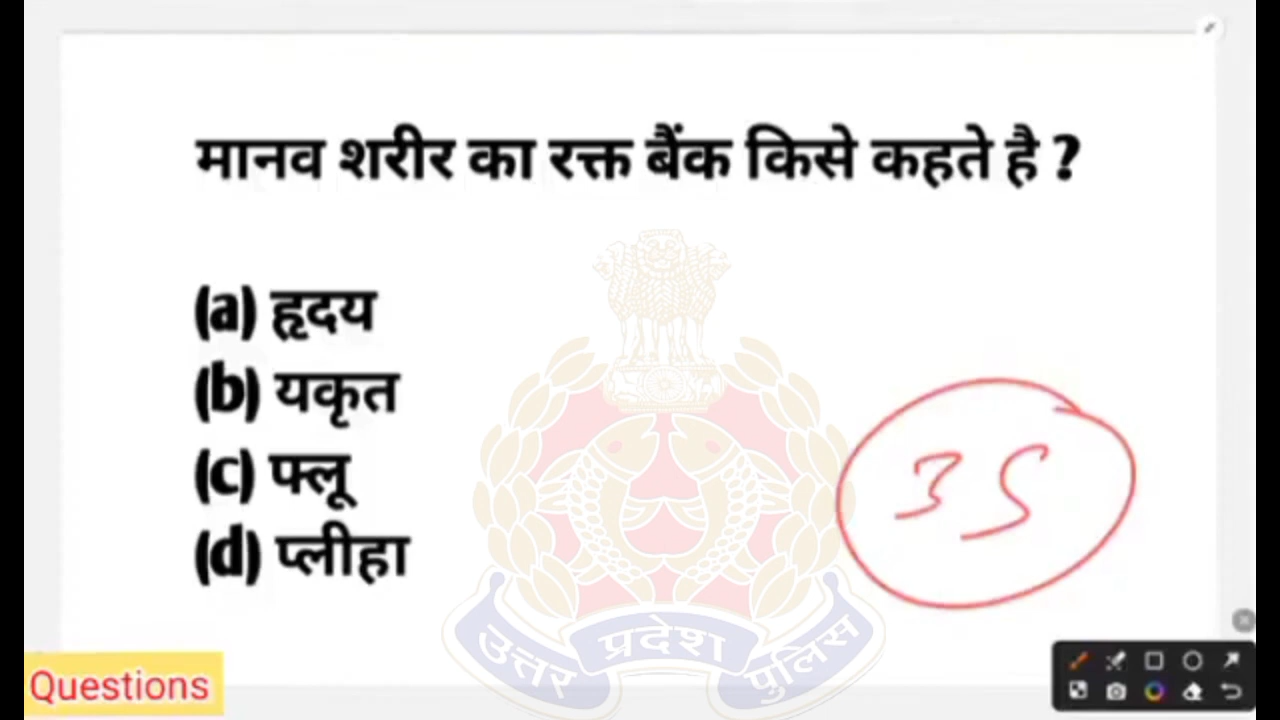 मानव शरीर का रक्त बैंक किसे कहते है ?
(a) हृदय
(b) यकृत
(c) फ्लू
(d) प्लीहा
35
उत्तर प्रदेश पुलिस
Questions